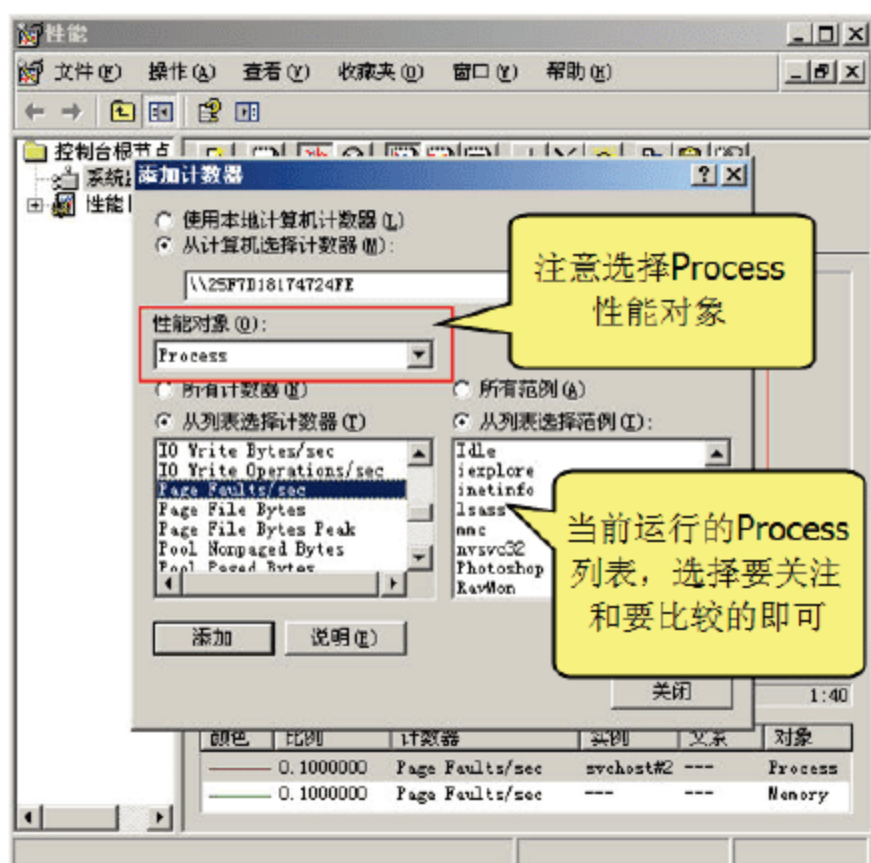 性能
文件(F) 操作(A) 查看(V) 收藏夹(O) 窗口(W) 帮助(H)
控制台根节点
系统
性能
添加计数器
使用本地计算机计数器(L)
从计算机选择计数器(M):
\\25F7D18174724FE
注意选择Process
性能对象
性能对象(O):
Process
所有计数器(N)
所有范例(A)
从列表选择计数器(T)
从列表选择范例(I):
IO Write Bytes/sec
IO Write Operations/sec
Page Faults/sec
Page File Bytes
Page File Bytes Peak
Pool Nonpaged Bytes
Pool Paged Bytes
Idle
iexplore
inetinfo
lsass
mmc
nvsvc32
Photoshop
RavMon
当前运行的Process
列表，选择要关注
和要比较的即可
添加 说明(E)
关闭
1:40
颜色 比例 计数器 实例 父系 对象
0.1000000 Page Faults/sec svchost#2 --- Process
0.1000000 Page Faults/sec --- --- Memory